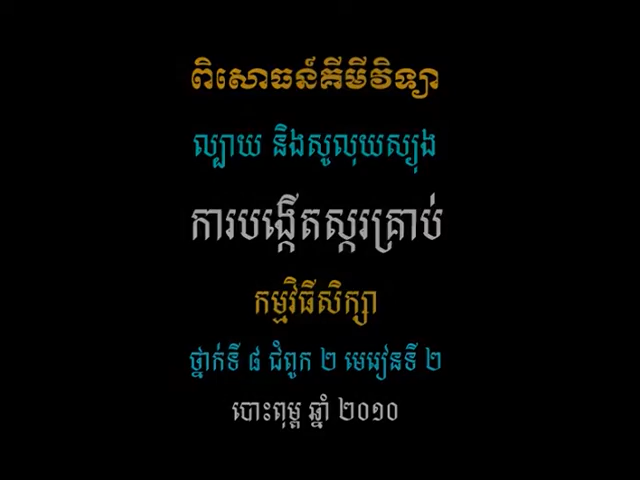 ពិសោធន៍គីមីវិទ្យា
ល្បាយ និងសូលុយស្យុង
ការបង្កើតស្ករគ្រាប់
កម្មវិធីសិក្សា
ថ្នាក់ទី ៨ ជំពូក ២ មេរៀនទី ២
បោះពុម្ព ឆ្នាំ ២០១០